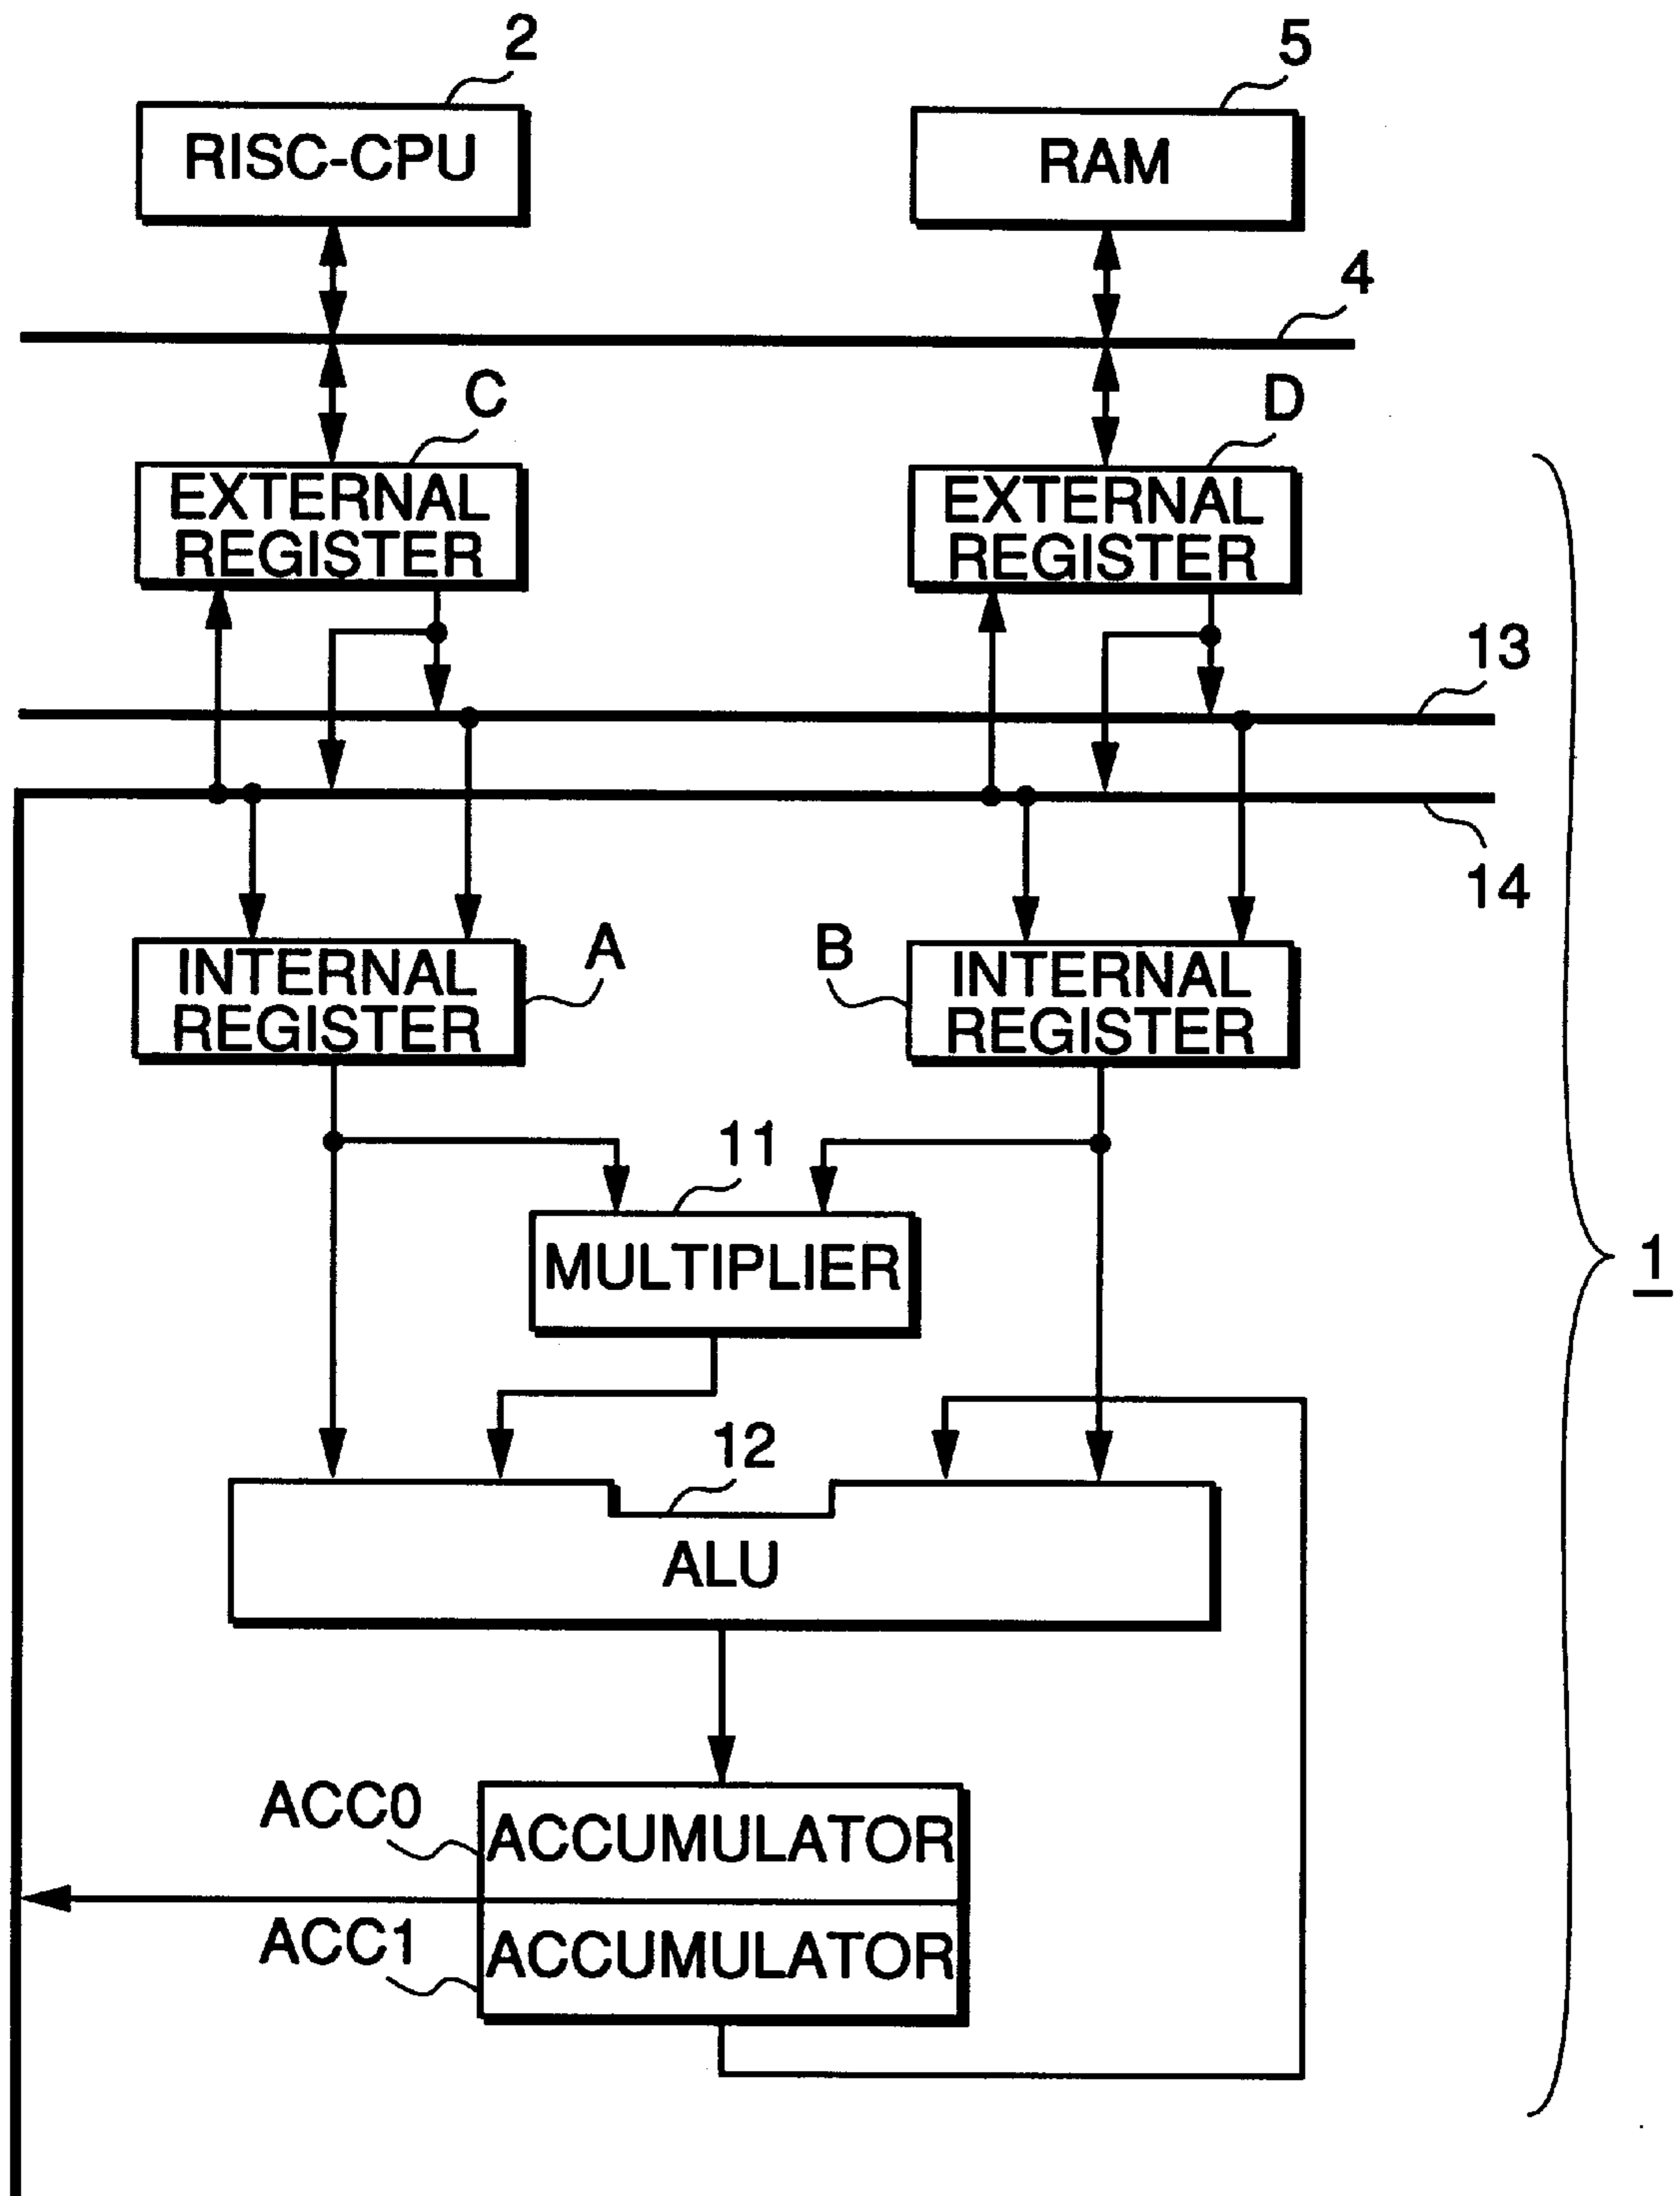 2
5
RISC-CPU
RAM
4
C
D
EXTERNAL
REGISTER
EXTERNAL
REGISTER
13
14
A
B
INTERNAL
REGISTER
INTERNAL
REGISTER
11
MULTIPLIER
1
12
ALU
ACC0
ACCUMULATOR
ACC1
ACCUMULATOR